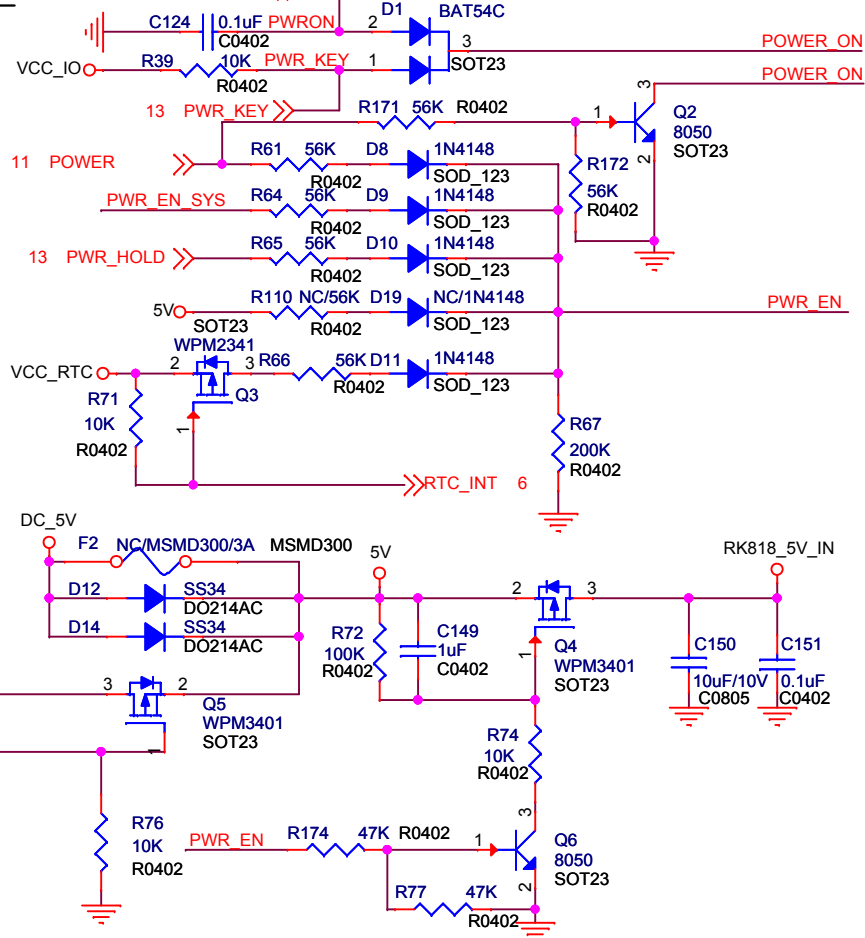 C124 0.1uF PWRON 2 D1 BAT54C
C0402
3 POWER_ON
VCC_IO R39 10K PWR_KEY 1 SOT23
R0402
POWER_ON
13 PWR_KEY
R171 56K R0402
1 3 Q2
8050
SOT23
2
11 POWER R61 56K D8 1N4148
R0402 SOD_123
R172
56K
R0402
PWR_EN_SYS R64 56K D9 1N4148
R0402 SOD_123
13 PWR_HOLD R65 56K D10 1N4148
R0402 SOD_123
5V R110 NC/56K D19 NC/1N4148 PWR_EN
R0402 SOD_123
SOT23
WPM2341
VCC_RTC 2 3 R66 56K D11 1N4148
R0402 SOD_123
Q3
1
R71
10K
R0402
R67
200K
R0402
RTC_INT 6
DC_5V
F2 NC/MSMD300/3A MSMD300
5V
RK818_5V_IN
D12 SS34
DO214AC
D14 SS34
DO214AC
2 3
1 Q4
WPM3401
SOT23
R72
100K
R0402
C149
1uF
C0402
C150
10uF/10V
C0805
C151
0.1uF
C0402
3 2
Q5
WPM3401
SOT23
1
R74
10K
R0402
R76
10K
R0402
PWR_EN R174 47K R0402 1 3 Q6
8050
SOT23
2
R77 47K
R0402